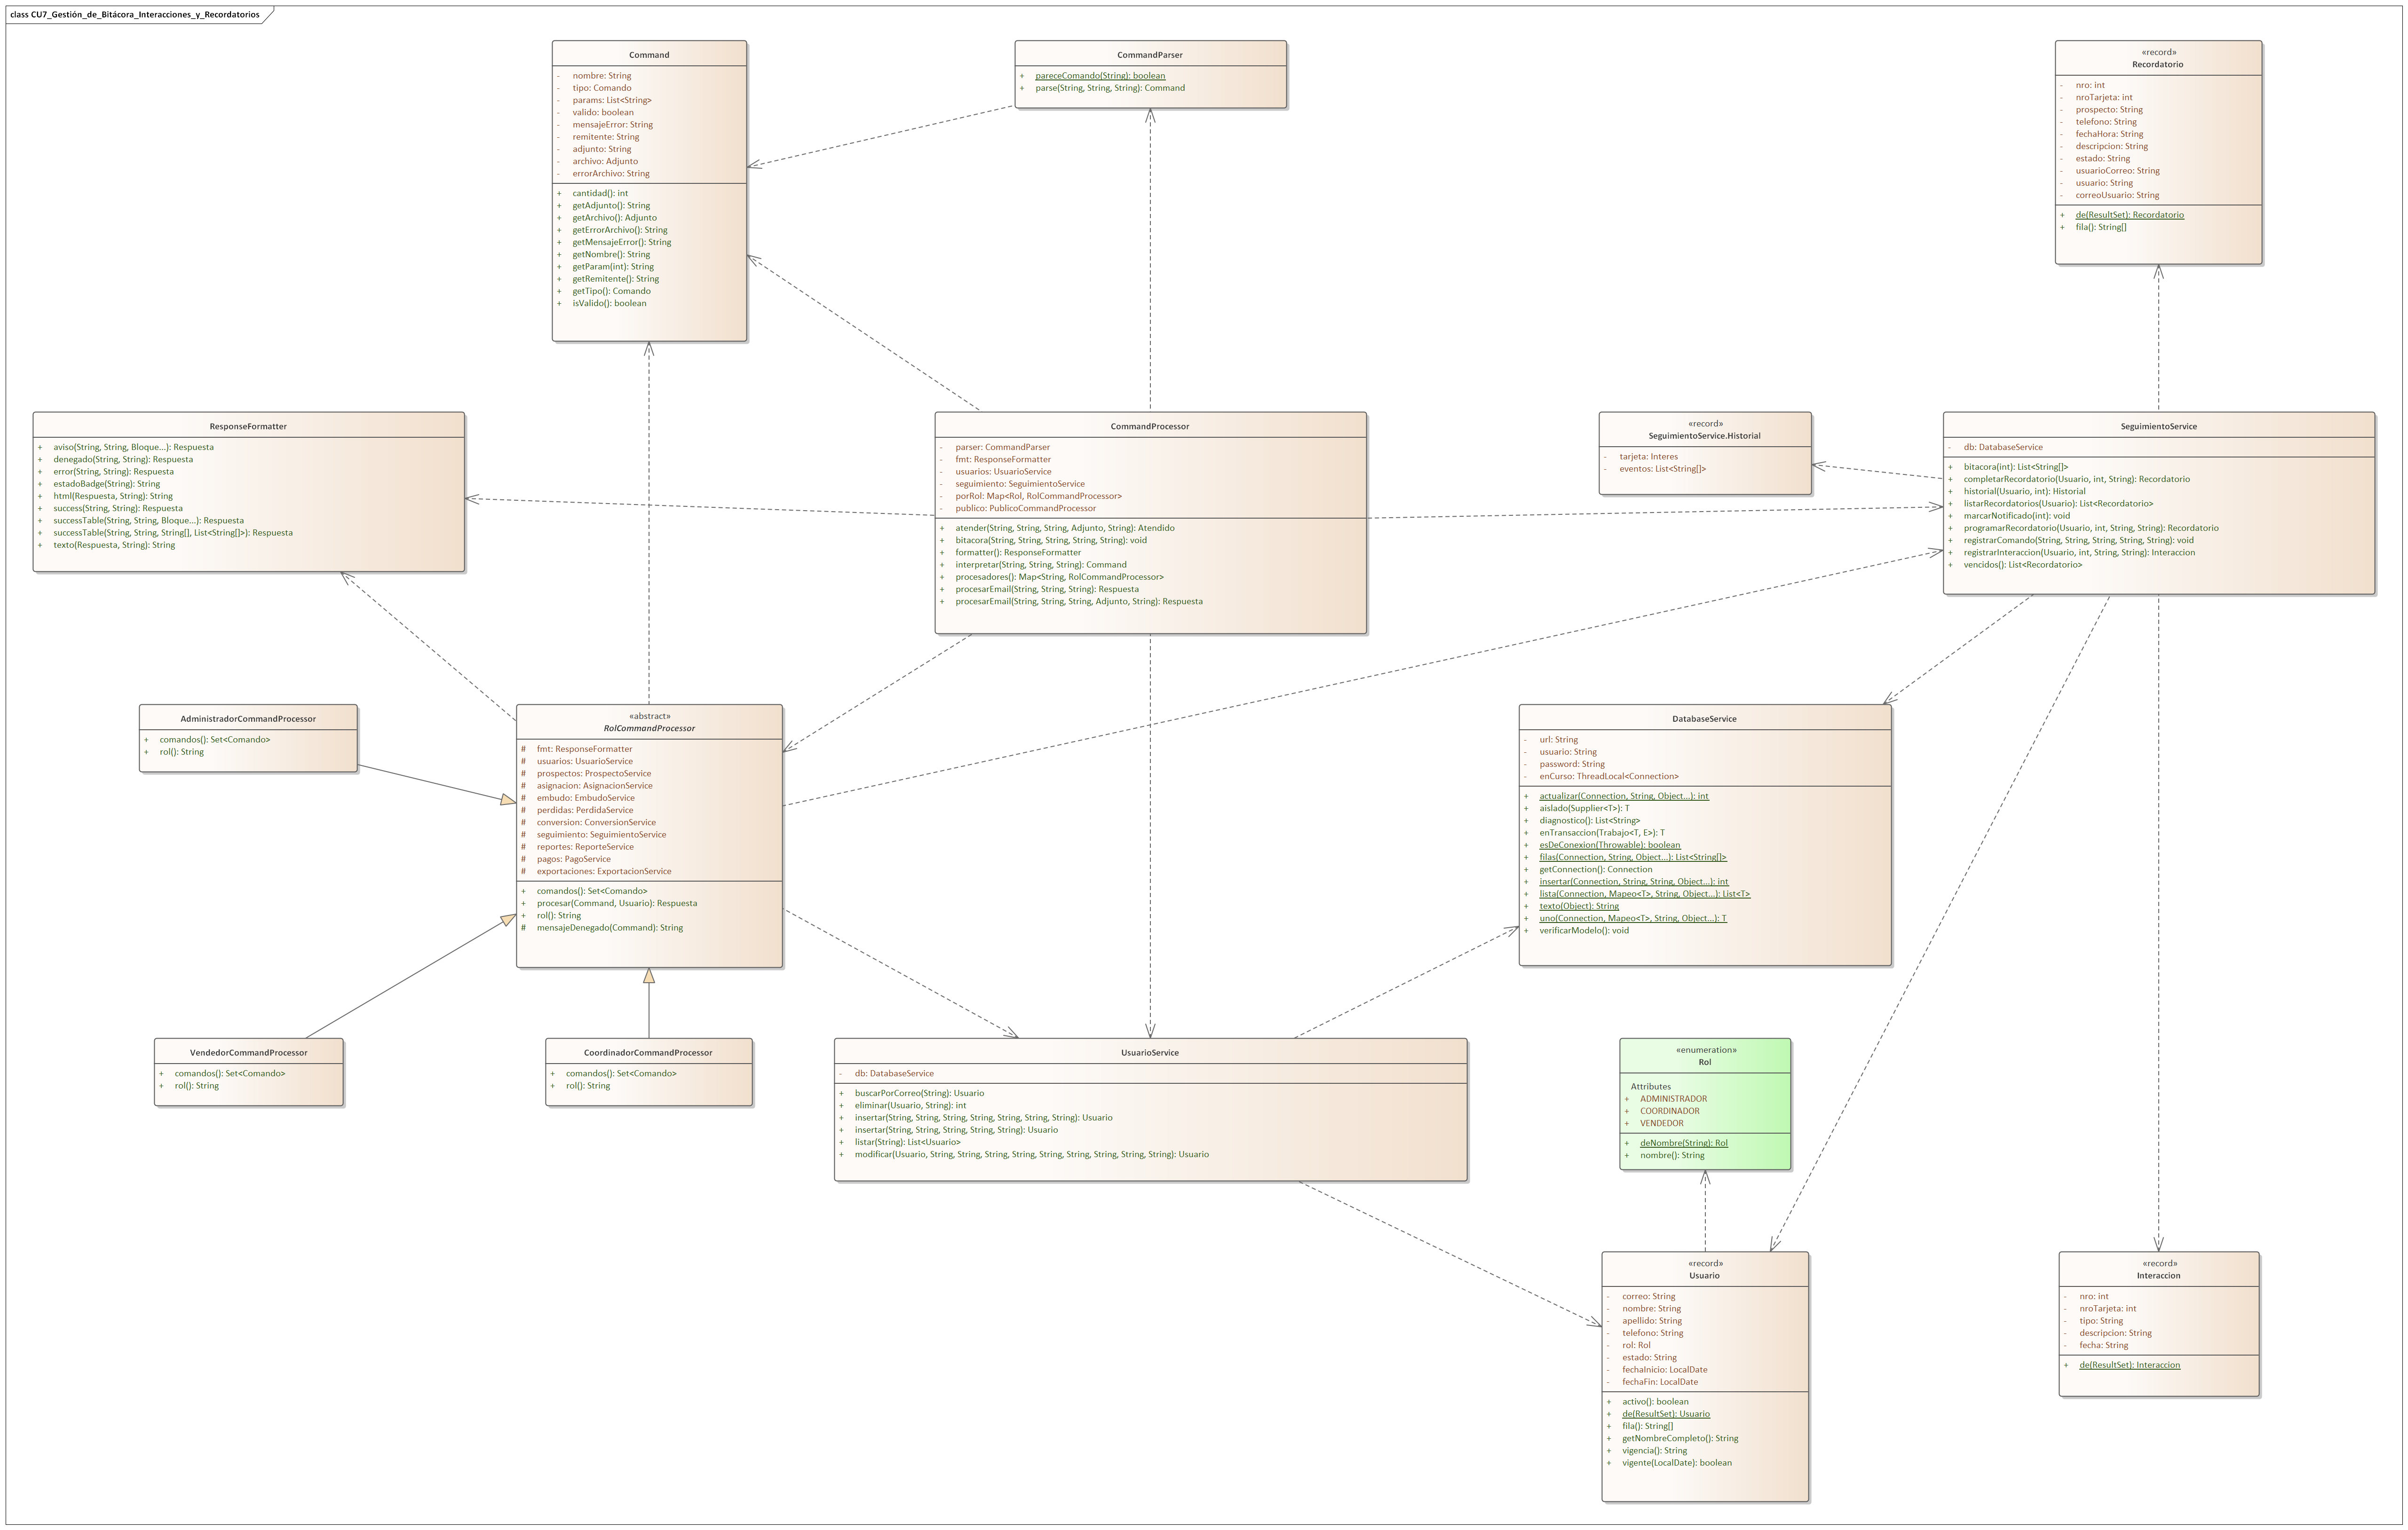 class CU7_Gestión_de_Bitácora_Interacciones_y_Recordatorios
Command
- nombre: String
- tipo: Comando
- params: List<String>
- valido: boolean
- mensajeError: String
- remitente: String
- adjunto: String
- archivo: Adjunto
- errorArchivo: String
+ cantidad(): int
+ getAdjunto(): String
+ getArchivo(): Adjunto
+ getErrorArchivo(): String
+ getMensajeError(): String
+ getNombre(): String
+ getParam(int): String
+ getRemitente(): String
+ getTipo(): Comando
+ isValido(): boolean
CommandParser
+ pareceComando(String): boolean
+ parse(String, String, String): Command
«record»
Recordatorio
- nro: int
- nroTarjeta: int
- prospecto: String
- telefono: String
- fechaHora: String
- descripcion: String
- estado: String
- usuarioCorreo: String
- usuario: String
- correoUsuario: String
+ de(ResultSet): Recordatorio
+ fila(): String[]
ResponseFormatter
+ aviso(String, String, Bloque...): Respuesta
+ denegado(String, String): Respuesta
+ error(String, String): Respuesta
+ estadoBadge(String): String
+ html(Respuesta, String): String
+ success(String, String): Respuesta
+ successTable(String, String, Bloque...): Respuesta
+ successTable(String, String, String[], List<String[]>): Respuesta
+ texto(Respuesta, String): String
CommandProcessor
- parser: CommandParser
- fmt: ResponseFormatter
- usuarios: UsuarioService
- seguimiento: SeguimientoService
- porRol: Map<Rol, RolCommandProcessor>
- publico: PublicoCommandProcessor
+ atender(String, String, String, Adjunto, String): Atendido
+ bitacora(String, String, String, String, String): void
+ formatter(): ResponseFormatter
+ interpretar(String, String, String): Command
+ procesadores(): Map<String, RolCommandProcessor>
+ procesarEmail(String, String, String): Respuesta
+ procesarEmail(String, String, String, Adjunto, String): Respuesta
«record»
SeguimientoService.Historial
- tarjeta: Interes
- eventos: List<String[]>
SeguimientoService
- db: DatabaseService
+ bitacora(int): List<String[]>
+ completarRecordatorio(Usuario, int, String): Recordatorio
+ historial(Usuario, int): Historial
+ listarRecordatorios(Usuario): List<Recordatorio>
+ marcarNotificado(int): void
+ programarRecordatorio(Usuario, int, String, String): Recordatorio
+ registrarComando(String, String, String, String, String): void
+ registrarInteraccion(Usuario, int, String, String): Interaccion
+ vencidos(): List<Recordatorio>
AdministradorCommandProcessor
+ comandos(): Set<Comando>
+ rol(): String
«abstract»
RolCommandProcessor
# fmt: ResponseFormatter
# usuarios: UsuarioService
# prospectos: ProspectoService
# asignacion: AsignacionService
# embudo: EmbudoService
# perdidas: PerdidaService
# conversion: ConversionService
# seguimiento: SeguimientoService
# reportes: ReporteService
# pagos: PagoService
# exportaciones: ExportacionService
+ comandos(): Set<Comando>
+ procesar(Command, Usuario): Respuesta
+ rol(): String
# mensajeDenegado(Command): String
DatabaseService
- url: String
- usuario: String
- password: String
- enCurso: ThreadLocal<Connection>
+ actualizar(Connection, String, Object...): int
+ aislado(Supplier<T>): T
+ diagnostico(): List<String>
+ enTransaccion(Trabajo<T, E>): T
+ esDeConexion(Throwable): boolean
+ filas(Connection, String, Object...): List<String[]>
+ getConnection(): Connection
+ insertar(Connection, String, String, Object...): int
+ lista(Connection, Mapeo<T>, String, Object...): List<T>
+ texto(Object): String
+ uno(Connection, Mapeo<T>, String, Object...): T
+ verificarModelo(): void
VendedorCommandProcessor
+ comandos(): Set<Comando>
+ rol(): String
CoordinadorCommandProcessor
+ comandos(): Set<Comando>
+ rol(): String
UsuarioService
- db: DatabaseService
+ buscarPorCorreo(String): Usuario
+ eliminar(Usuario, String): int
+ insertar(String, String, String, String, String, String, String): Usuario
+ insertar(String, String, String, String, String): Usuario
+ listar(String): List<Usuario>
+ modificar(Usuario, String, String, String, String, String, String, String, String, String): Usuario
«enumeration»
Rol
Attributes
+ ADMINISTRADOR
+ COORDINADOR
+ VENDEDOR
+ deNombre(String): Rol
+ nombre(): String
«record»
Usuario
- correo: String
- nombre: String
- apellido: String
- telefono: String
- rol: Rol
- estado: String
- fechaInicio: LocalDate
- fechaFin: LocalDate
+ activo(): boolean
+ de(ResultSet): Usuario
+ fila(): String[]
+ getNombreCompleto(): String
+ vigencia(): String
+ vigente(LocalDate): boolean
«record»
Interaccion
- nro: int
- nroTarjeta: int
- tipo: String
- descripcion: String
- fecha: String
+ de(ResultSet): Interaccion